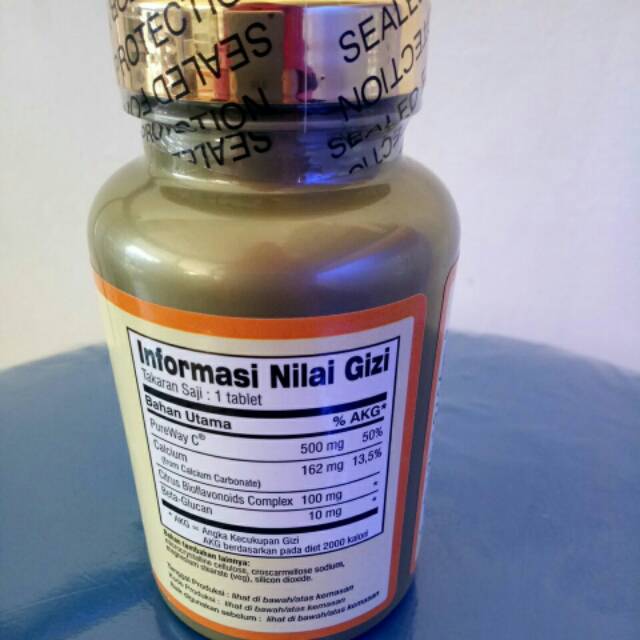 SEALED
PROTECTION
SEALED
SEALED
Informasi Nilai Gizi
Takaran Saji : 1 tablet
Bahan Utama % AKG*
PureWay C® 500 mg 50%
Calcium 162 mg 13,5%
(from Calcium Carbonate)
Citrus Bioflavonoids Complex 100 mg *
Beta-Glucan 10 mg *
* AKG = Angka Kecukupan Gizi
AKG berdasarkan pada diet 2000 kalori
Bahan tambahan lainnya:
microcrystalline cellulose, croscarmellose sodium,
magnesium stearate (veg), silicon dioxide.
Tanggal Produksi : lihat di bawah/atas kemasan
Kode Produksi : lihat di bawah/atas kemasan
Baik digunakan sebelum : lihat di bawah/atas kemasan